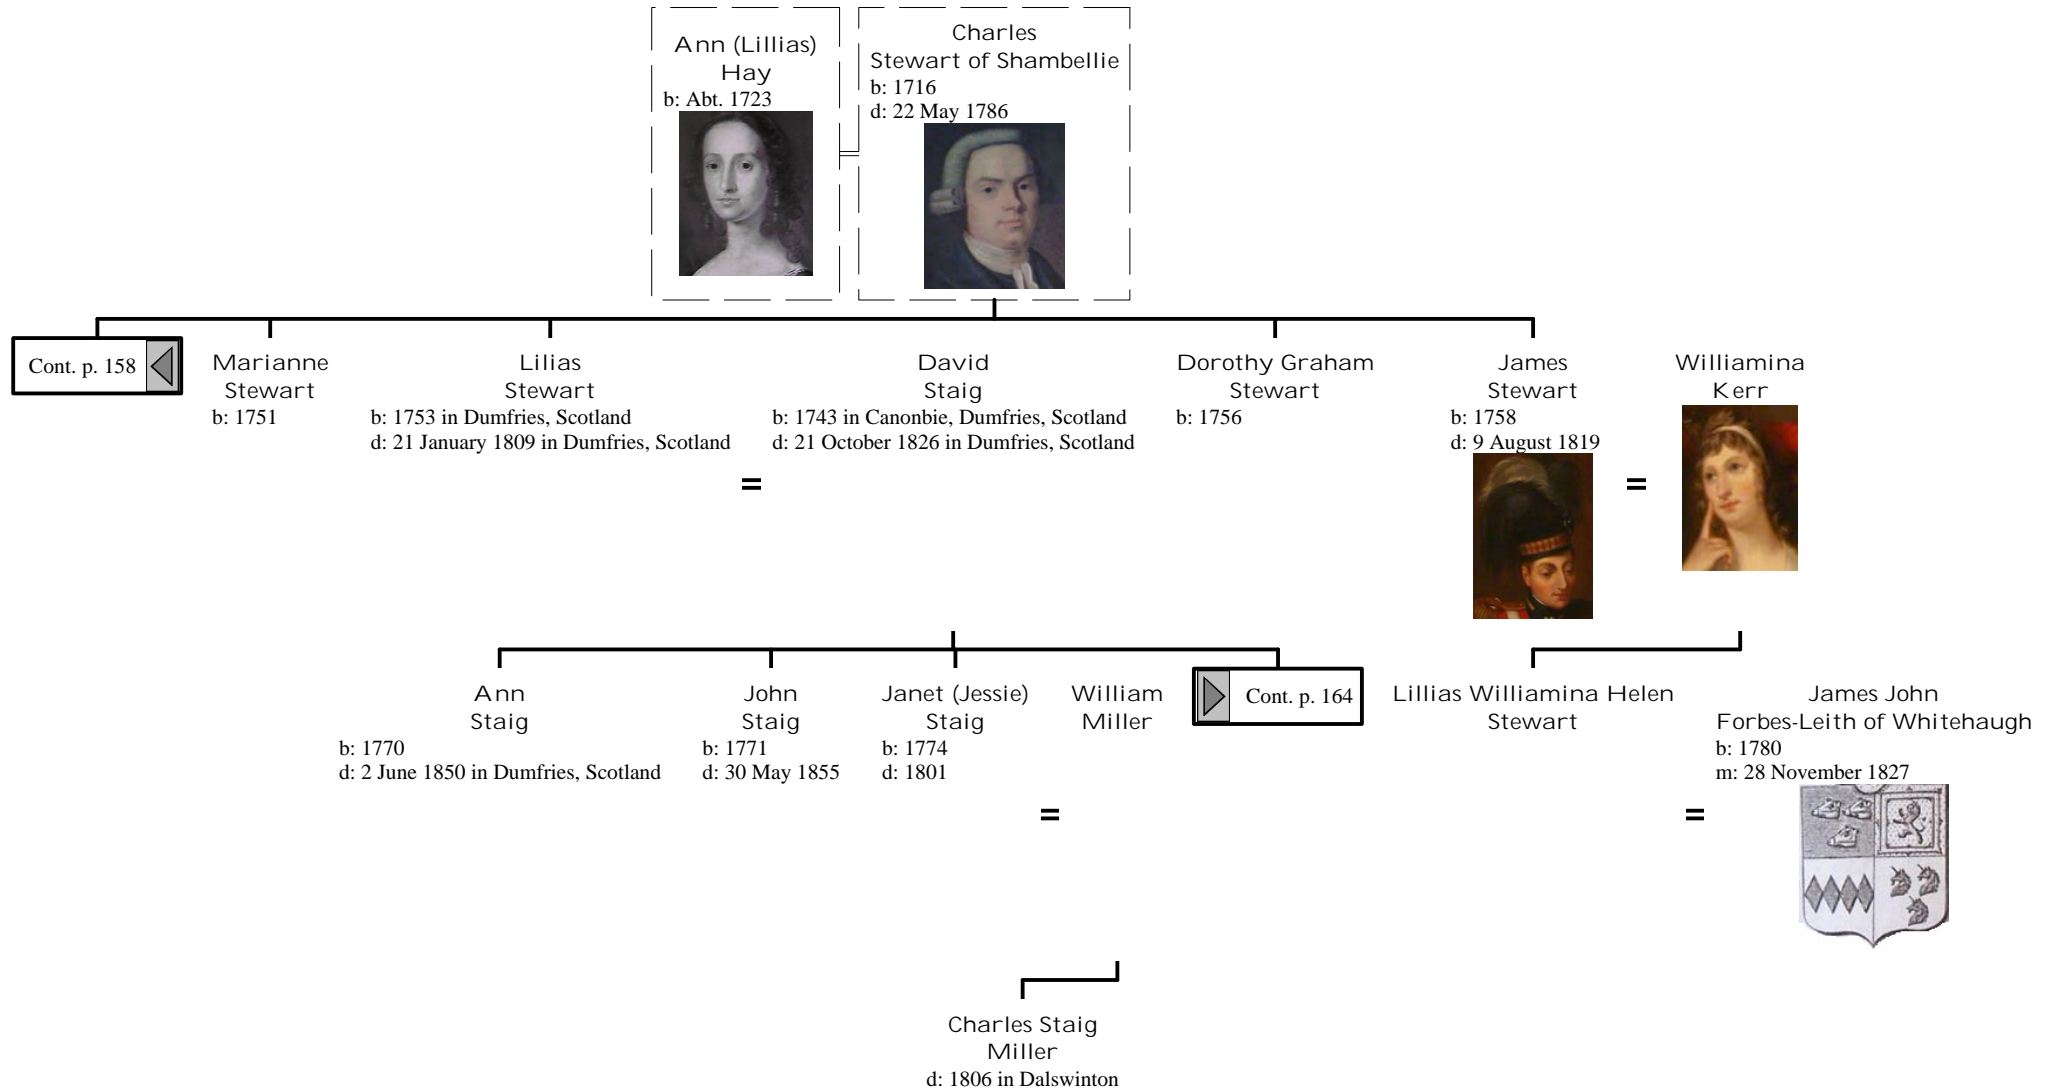 Ann (Lillias)
Hay
b: Abt. 1723
Charles
Stewart of Shambellie
b: 1716
d: 22 May 1786
Cont. p. 158
Marianne
Stewart
b: 1751
Lilias
Stewart
b: 1753 in Dumfries, Scotland
d: 21 January 1809 in Dumfries, Scotland
=
David
Staig
b: 1743 in Canonbie, Dumfries, Scotland
d: 21 October 1826 in Dumfries, Scotland
Dorothy Graham
Stewart
b: 1756
James
Stewart
b: 1758
d: 9 August 1819
=
Williamina
Kerr
Ann
Staig
b: 1770
d: 2 June 1850 in Dumfries, Scotland
John
Staig
b: 1771
d: 30 May 1855
Janet (Jessie)
Staig
b: 1774
d: 1801
=
William
Miller
Cont. p. 164
Lillias Williamina Helen
Stewart
=
James John
Forbes-Leith of Whitehaugh
b: 1780
m: 28 November 1827
Charles Staig
Miller
d: 1806 in Dalswinton